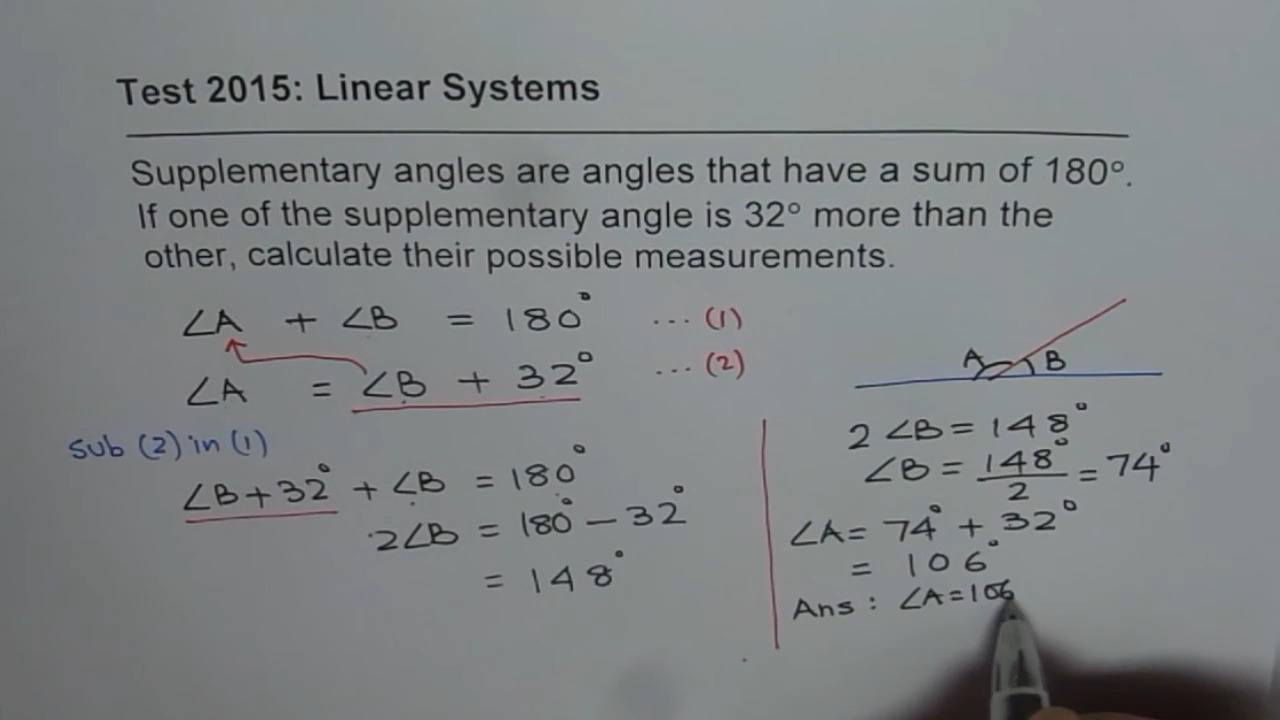 Test 2015: Linear Systems
Supplementary angles are angles that have a sum of 180°.
If one of the supplementary angle is 32° more than the
other, calculate their possible measurements.
∠A + ∠B = 180° ... (1)
∠A = ∠B + 32° ... (2)
A B
sub (2) in (1)
∠B + 32° + ∠B = 180°
2∠B = 180° - 32°
= 148°
2∠B = 148°
∠B = 148°/2 = 74°
∠A = 74° + 32°
= 106°
Ans : ∠A = 106